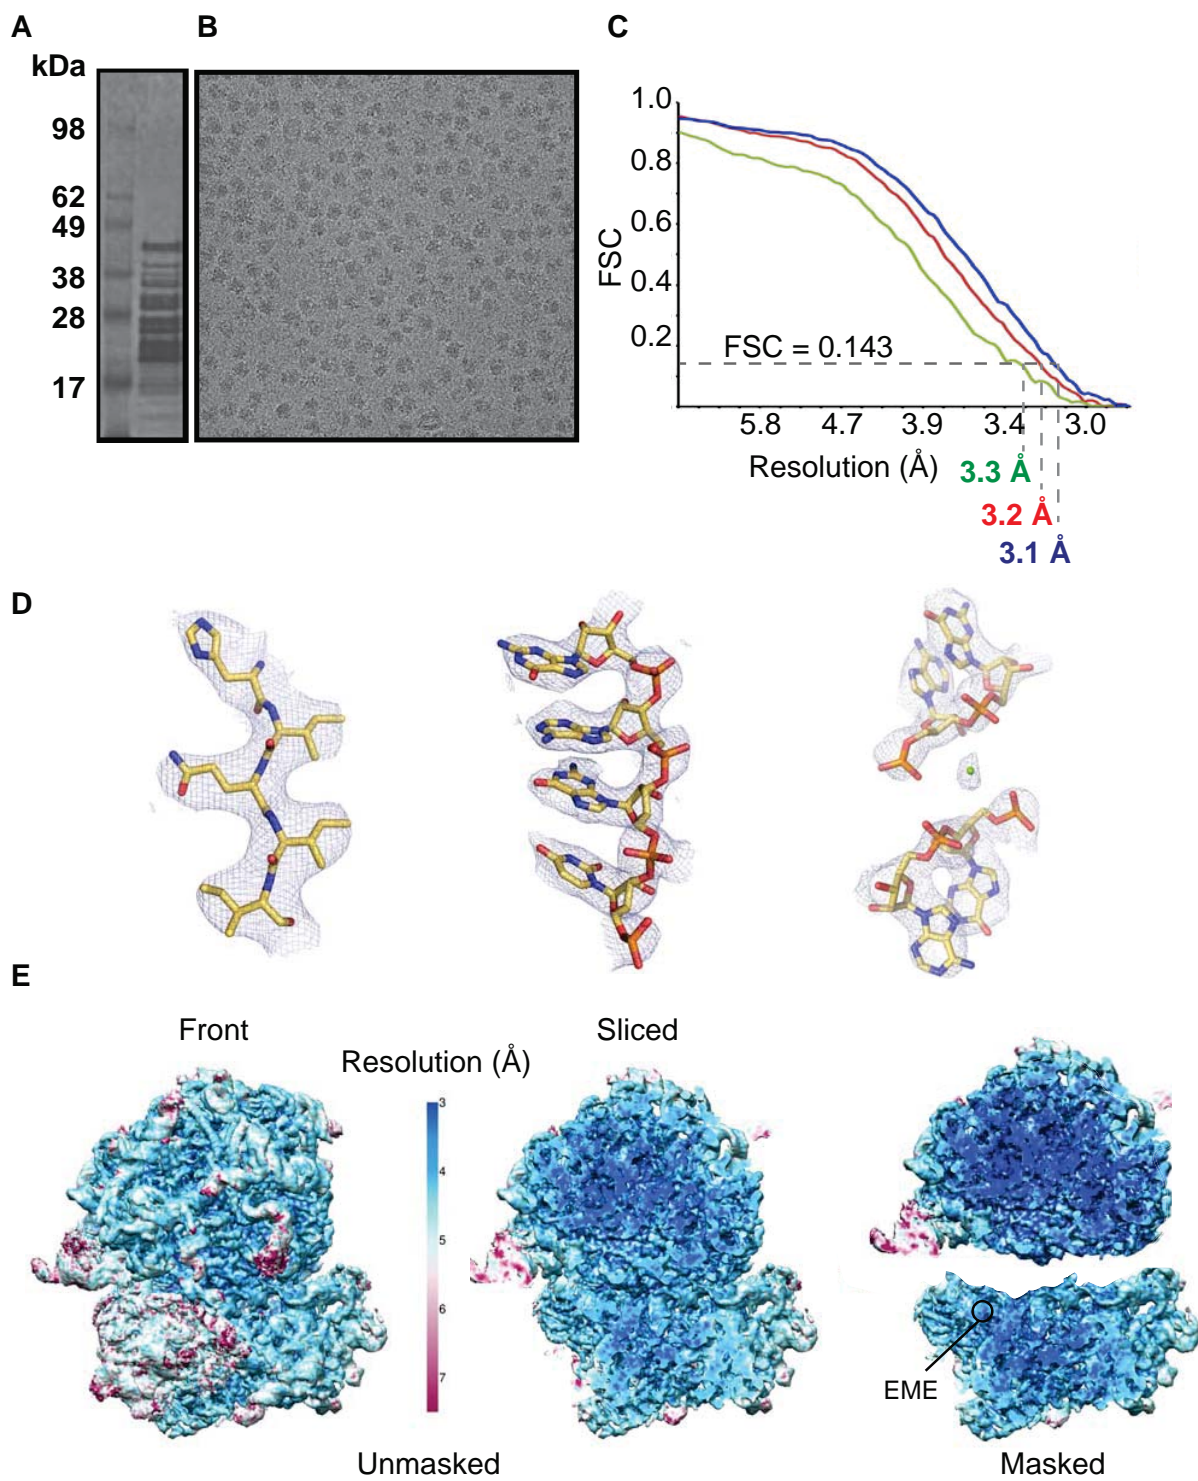 A
B
C
kDa
98
62
49
38
28
17
FSC
1.0
0.8
0.6
0.4
0.2
FSC = 0.143
5.8 4.7 3.9 3.4 3.0
Resolution (Å)
3.3 Å
3.2 Å
3.1 Å
D
E
Front
Resolution (Å)
Sliced
3
4
5
6
7
EME
Unmasked
Masked